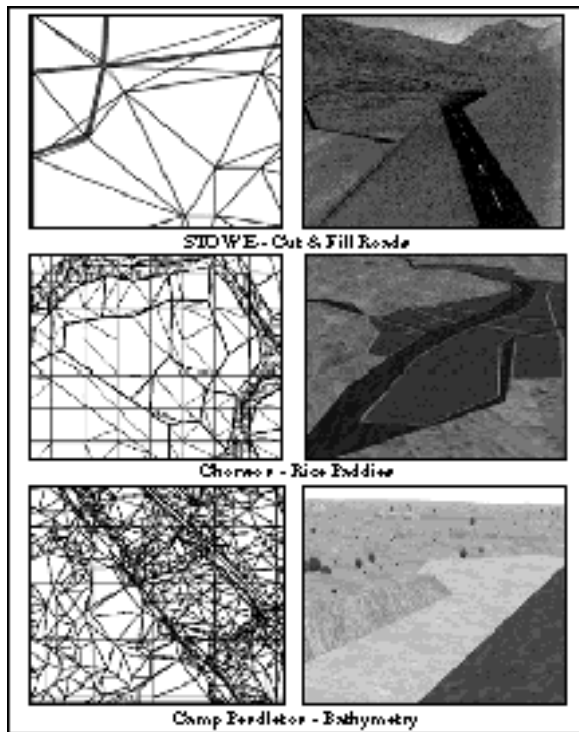 STOWE - Cut & Fill Roads
Chorwon - Rice Paddies
Camp Pendleton - Bathymetry